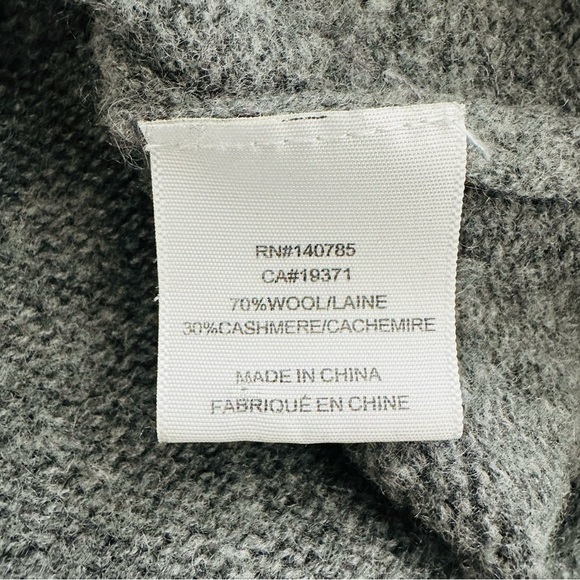 RN#140785
CA#19371
70%WOOL/LAINE
30%CASHMERE/CACHEMIRE
MADE IN CHINA
FABRIQUÉ EN CHINE